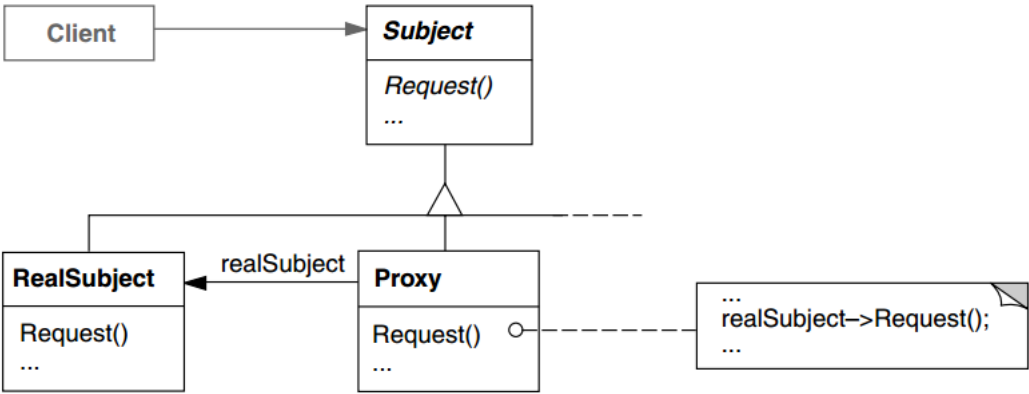 Client
Subject
Request()
...
RealSubject
Request()
...
realSubject
Proxy
Request()
...
...
realSubject–>Request();
...